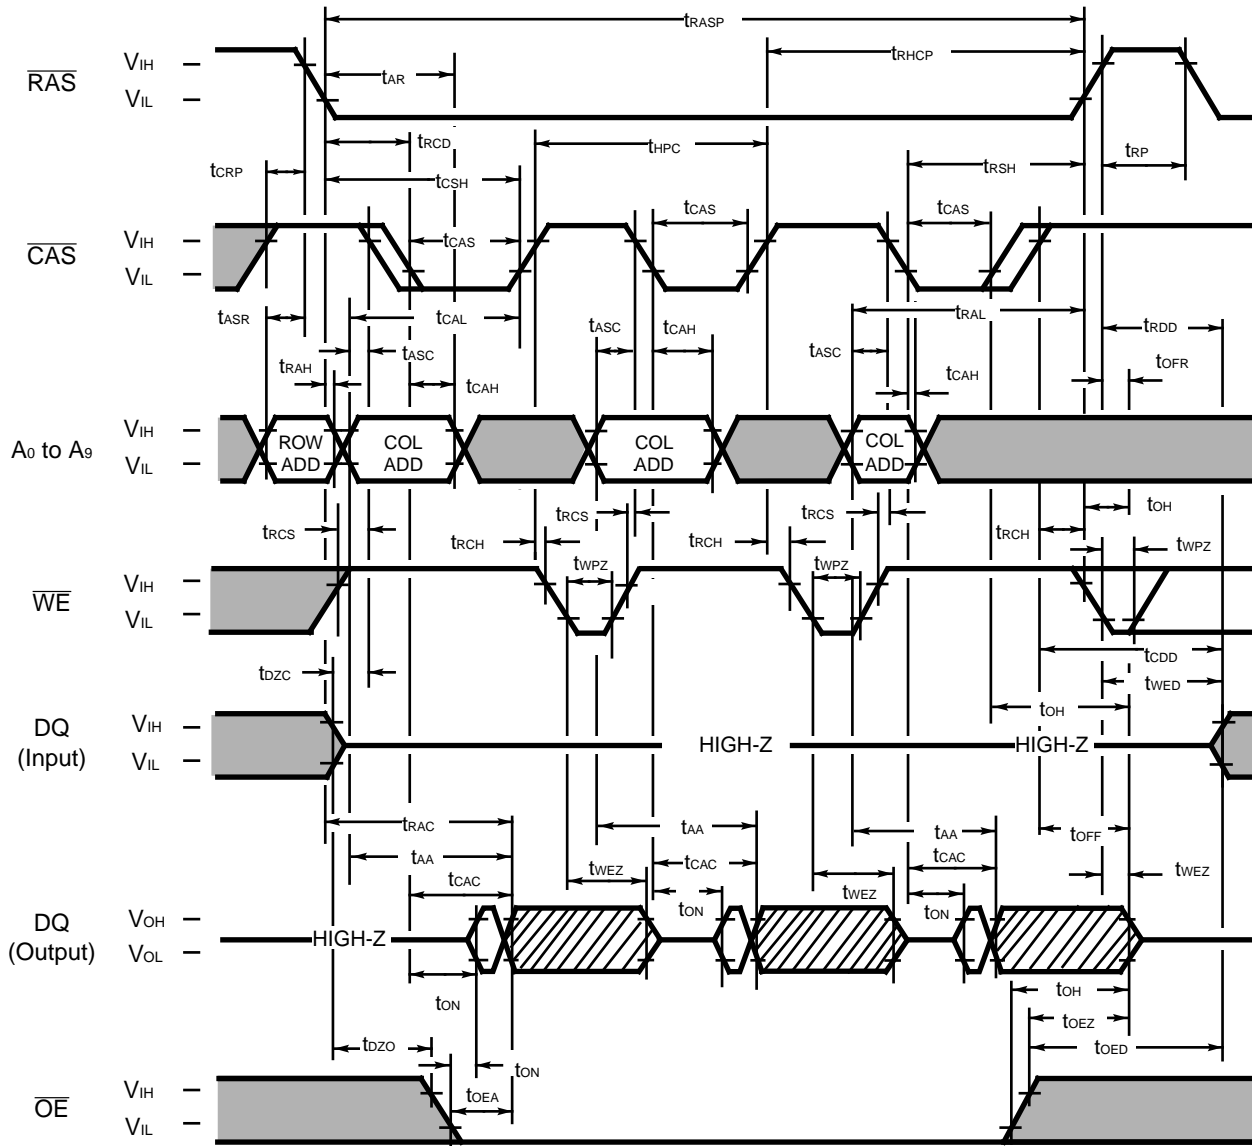 tRASP
tRHCP
VIH
RAS
tAR
VIL
tRCD
tHPC
tRP
tCRP
tCSH
tRSH
tCAS
tCAS
VIH
CAS
tCAS
VIL
tASR
tCAL
tRAL
tASC
tCAH
tRDD
tRAH
tASC
tASC
tOFR
tCAH
tCAH
VIH
A0 to A9
VIL
ROW ADD
COL ADD
COL ADD
COL ADD
tRCS
tRCS
tOH
tRCS
tRCH
tRCH
tRCH
tWPZ
tWPZ
tWPZ
VIH
WE
VIL
tCDD
tDZC
tWED
tOH
DQ
(Input)
VIH
VIL
HIGH-Z
HIGH-Z
tRAC
tAA
tAA
tOFF
tAA
tCAC
tCAC
tWEZ
tWEZ
tCAC
tWEZ
tON
tON
DQ
(Output)
VOH
VOL
HIGH-Z
tON
tOH
tOEZ
tDZO
tOED
tON
tOEA
VIH
OE
VIL